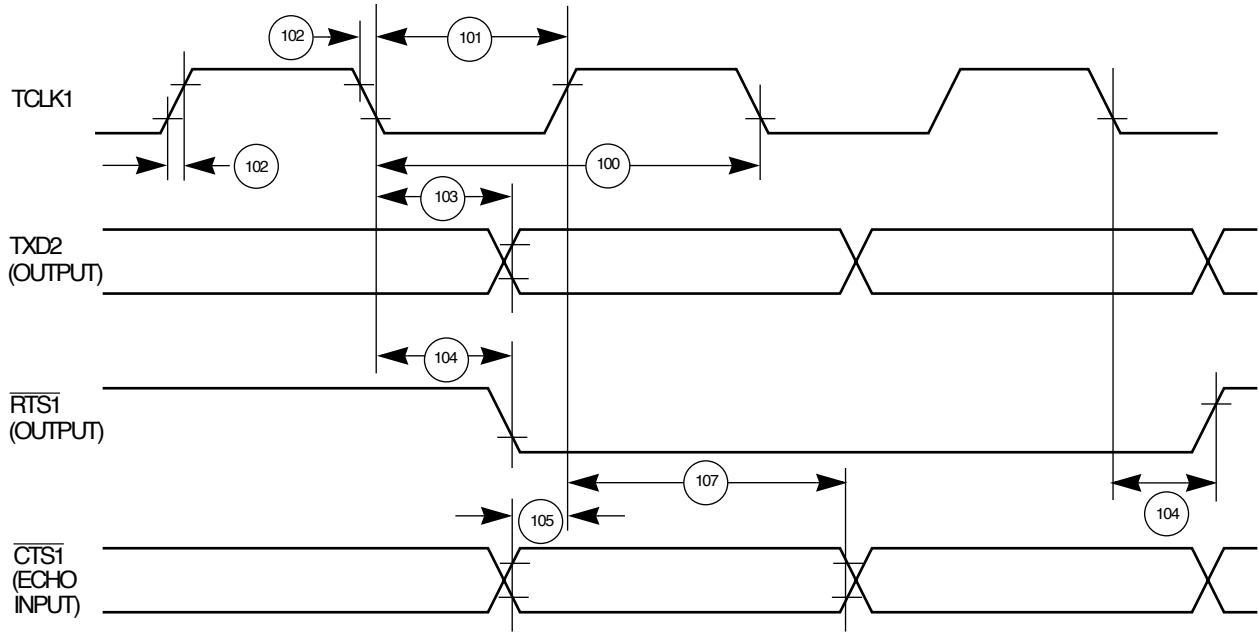 102
101
TCLK1
102
100
103
TXD2
(OUTPUT)
104
RTS1
(OUTPUT)
107
105
104
CTS1
(ECHO
INPUT)